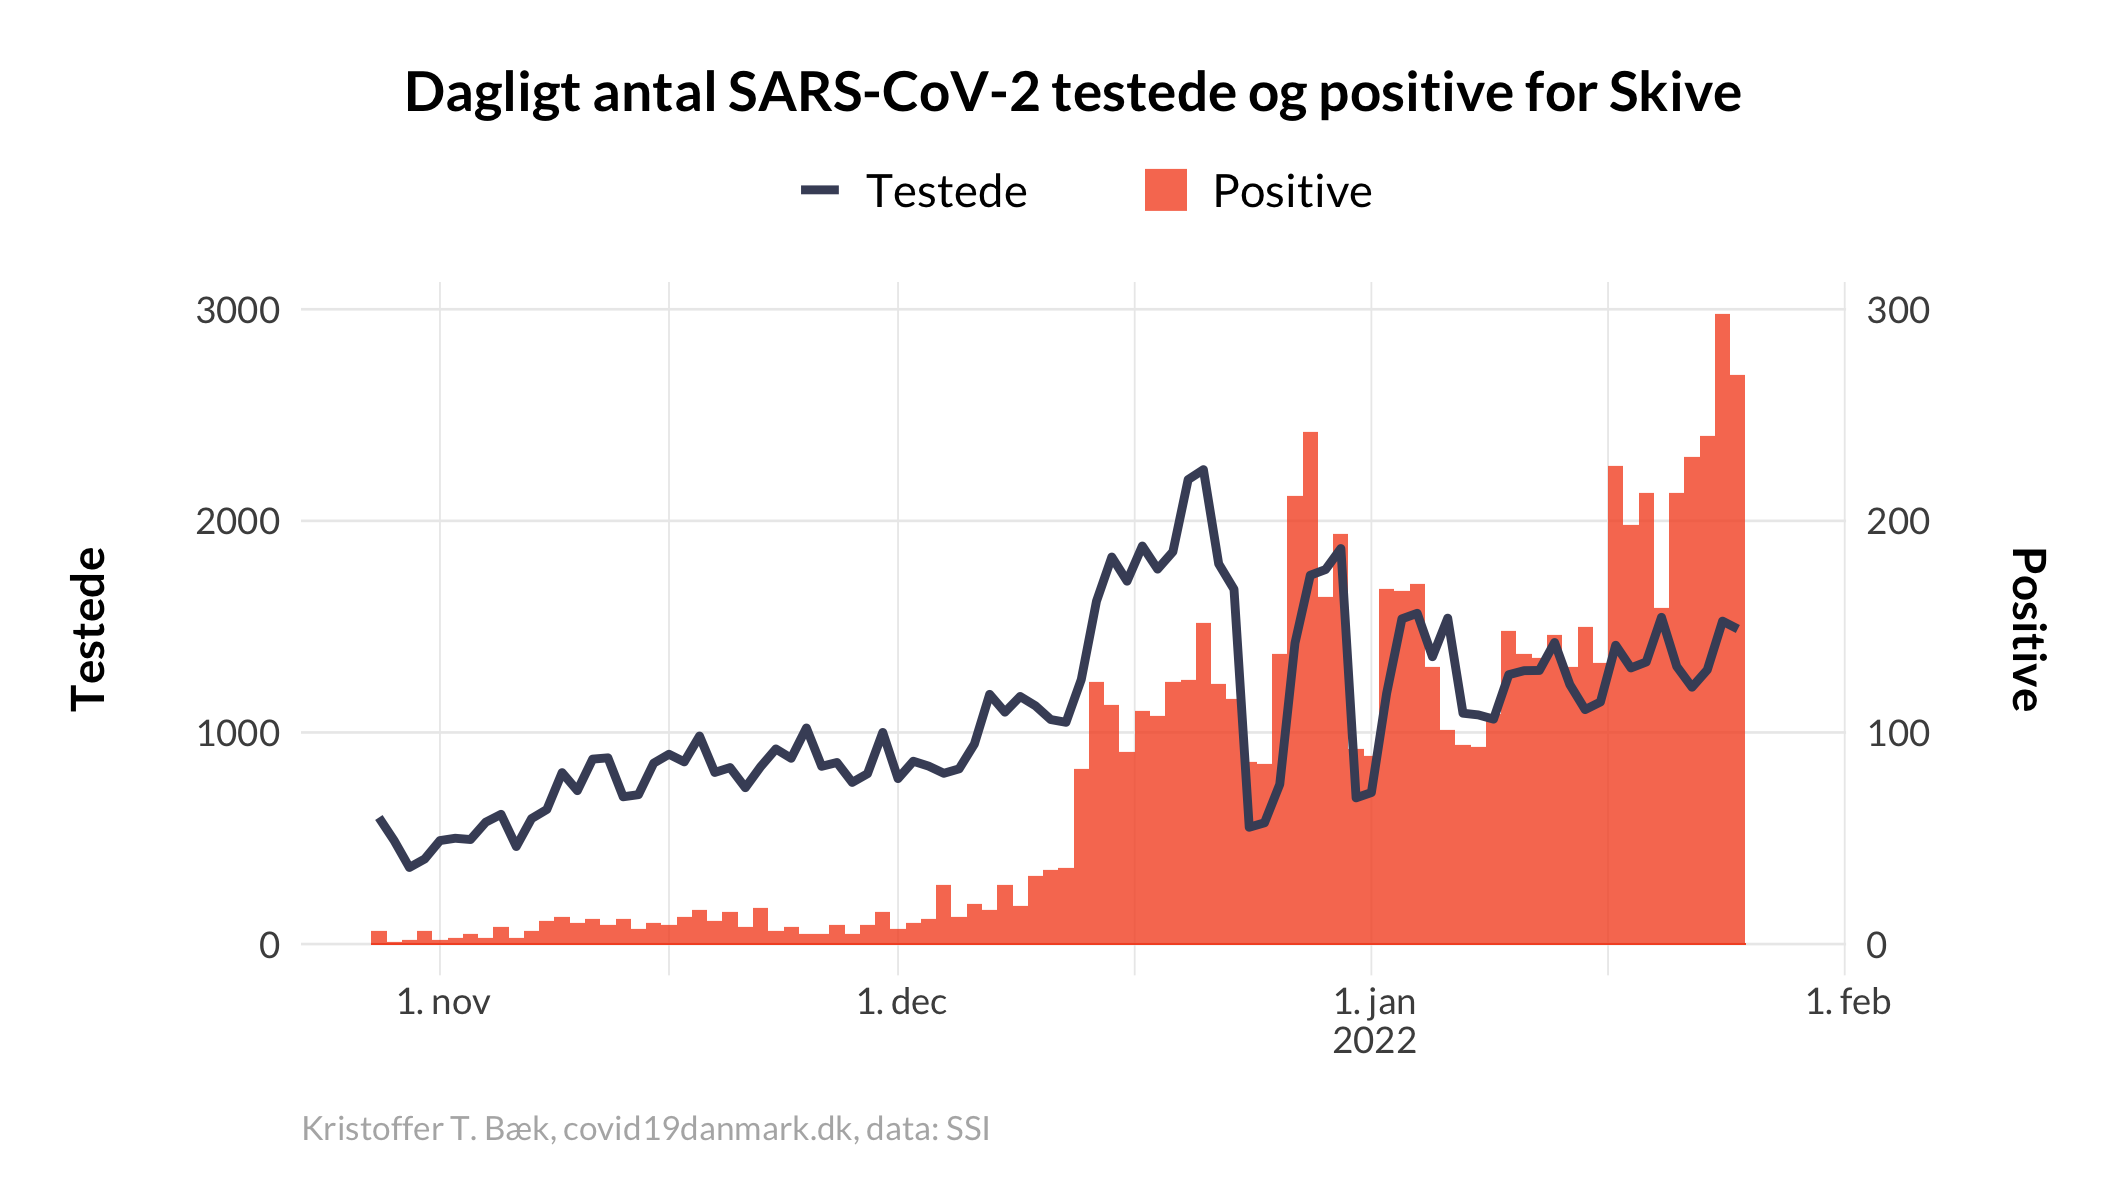 Dagligt antal SARS-CoV-2 testede og positive for Skive
Testede
Positive
3000
2000
1000
0
Testede
300
200
100
0
Positive
1. nov
1. dec
1. jan
2022
1. feb
Kristoffer T. Bæk, covid19danmark.dk, data: SSI